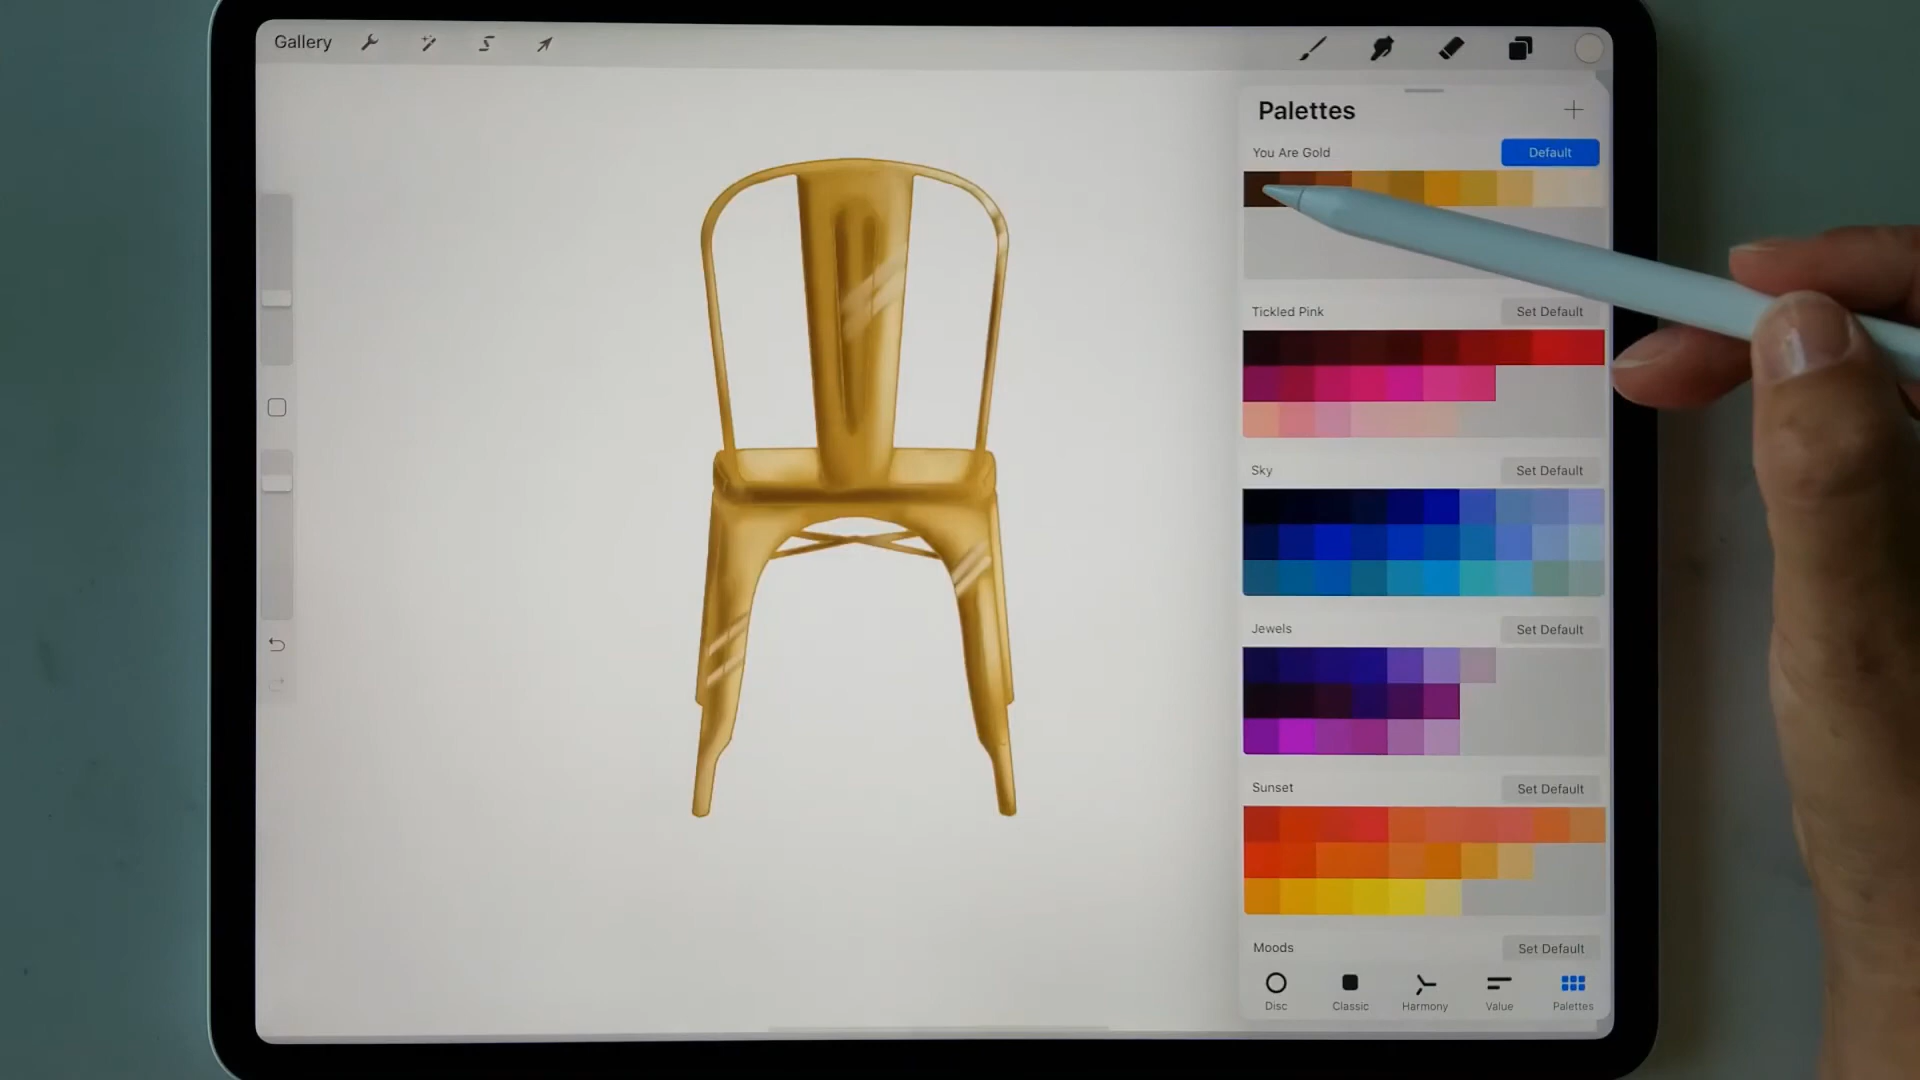 Gallery
Palettes
You Are Gold
Default
Tickled Pink
Set Default
Sky
Set Default
Jewels
Set Default
Sunset
Set Default
Moods
Set Default
Disc
Classic
Harmony
Value
Palettes